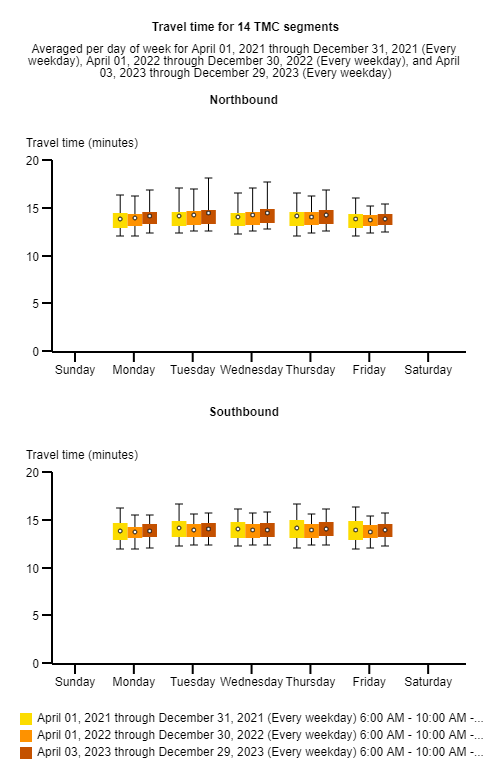 Travel time for 14 TMC segments
Averaged per day of week for April 01, 2021 through December 31, 2021 (Every
weekday), April 01, 2022 through December 30, 2022 (Every weekday), and April
03, 2023 through December 29, 2023 (Every weekday)
Northbound
Travel time (minutes)
20
15
10
5
0
Sunday Monday Tuesday Wednesday Thursday Friday Saturday
Southbound
Travel time (minutes)
20
15
10
5
0
Sunday Monday Tuesday Wednesday Thursday Friday Saturday
April 01, 2021 through December 31, 2021 (Every weekday) 6:00 AM - 10:00 AM -...
April 01, 2022 through December 30, 2022 (Every weekday) 6:00 AM - 10:00 AM -...
April 03, 2023 through December 29, 2023 (Every weekday) 6:00 AM - 10:00 AM -...